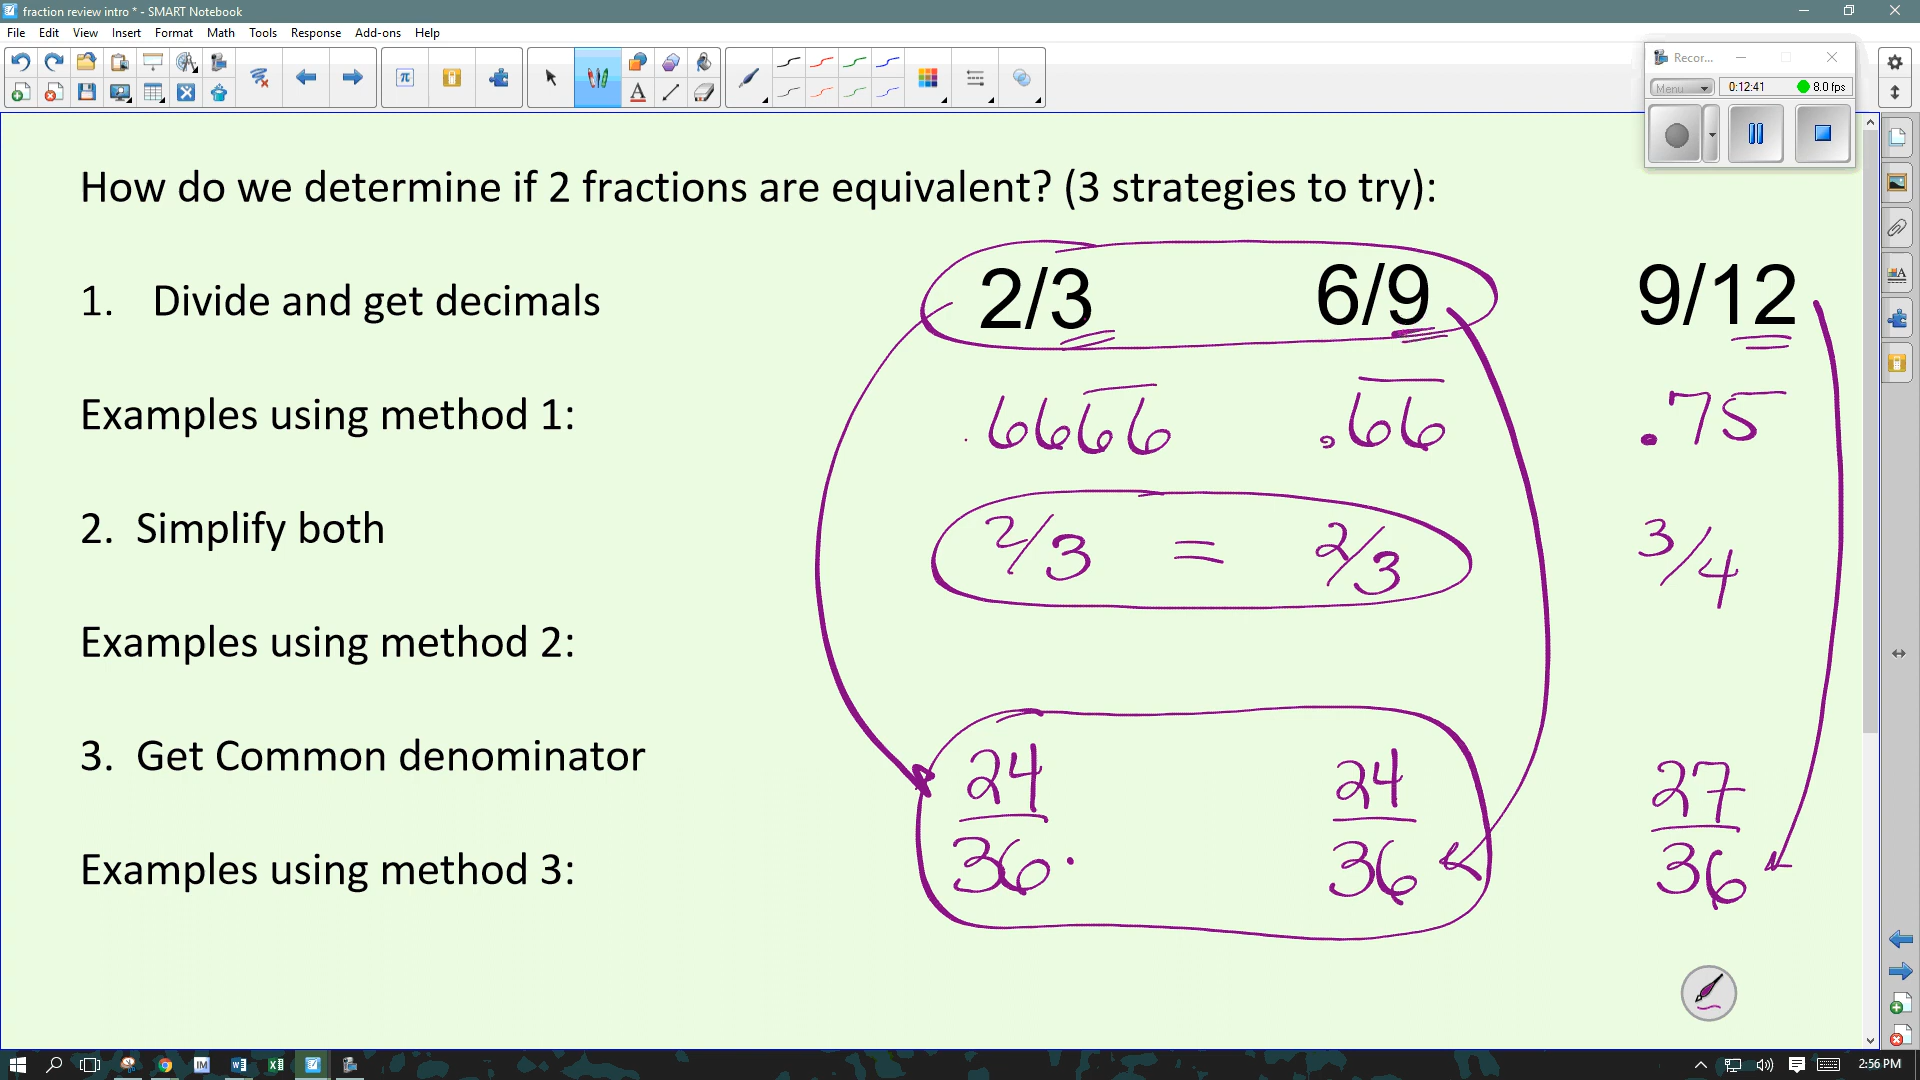 fraction review intro * - SMART Notebook
File Edit View Insert Format Math Tools Response Add-ons Help
Recor...
Menu 0:12:41 8.0 fps
How do we determine if 2 fractions are equivalent? (3 strategies to try):
1. Divide and get decimals 2/3 6/9 9/12
Examples using method 1: .6666 .66 .75
2. Simplify both 2/3 = 2/3 3/4
Examples using method 2:
3. Get Common denominator 24/36 24/36 27/36
Examples using method 3:
2:56 PM